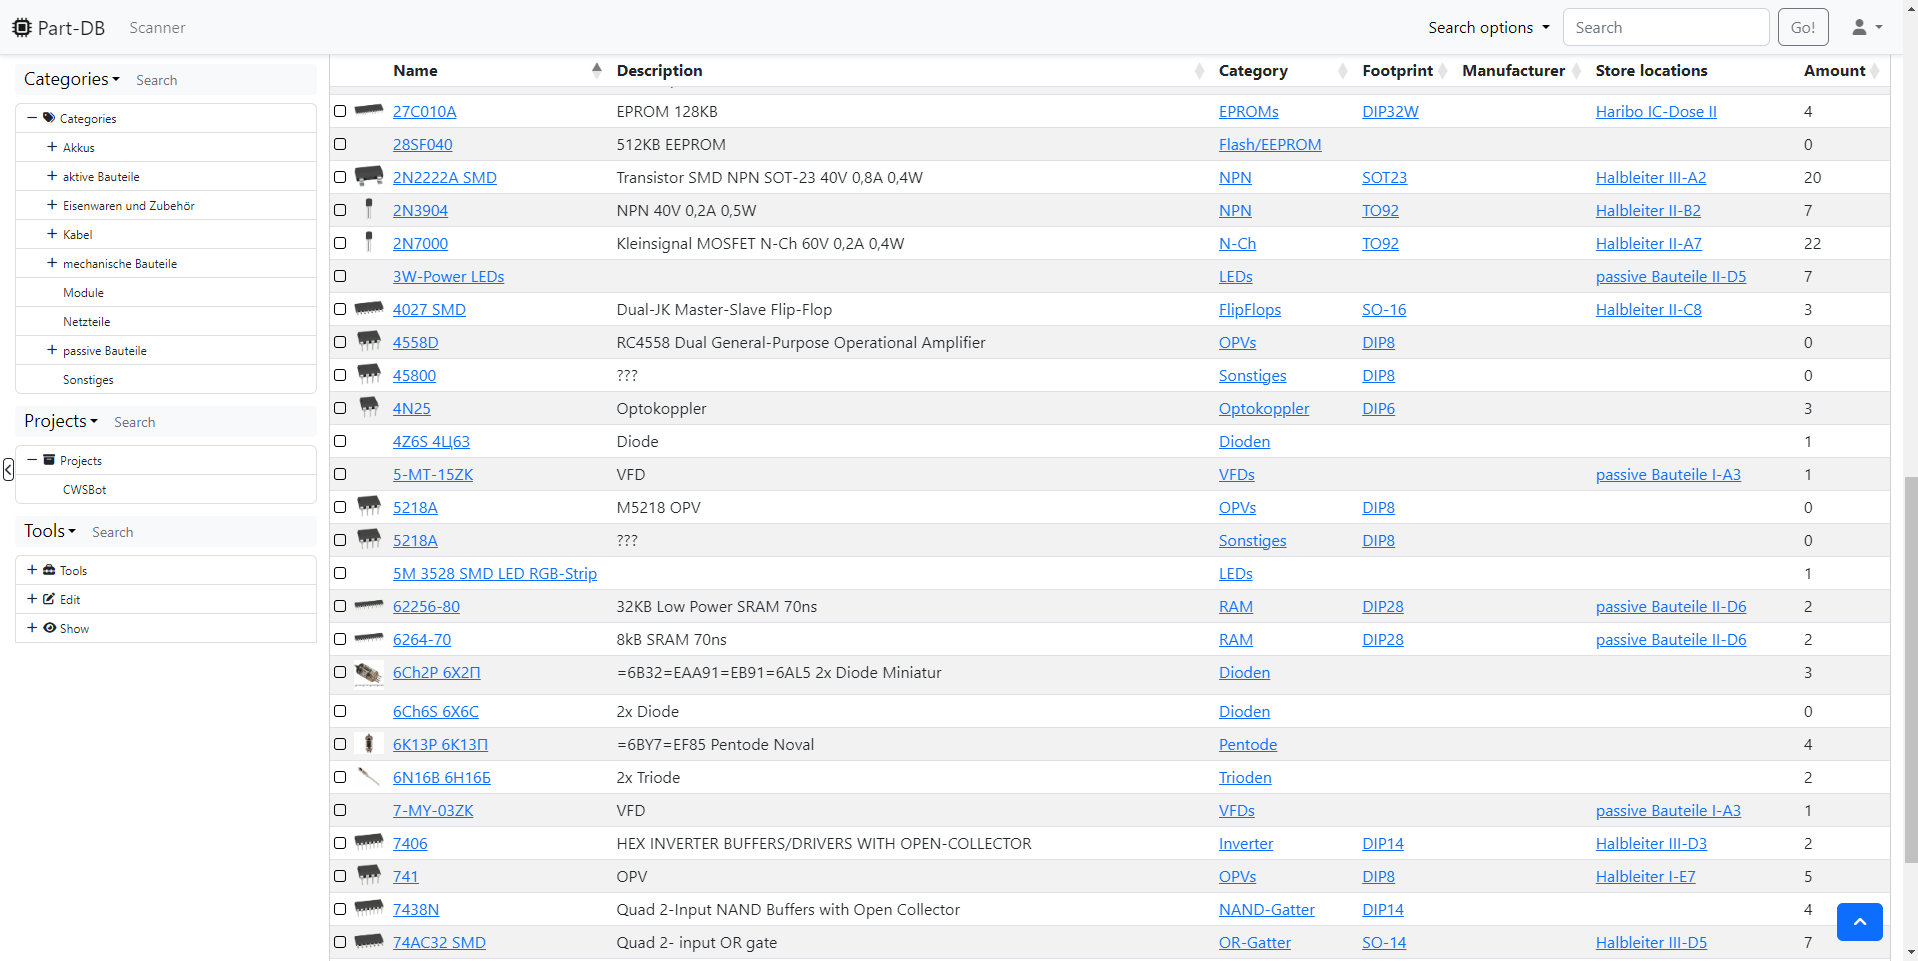 Part-DB Scanner Search options Search Go!
Categories Search
Categories
Akkus
aktive Bauteile
Eisenwaren und Zubehör
Kabel
mechanische Bauteile
Module
Netzteile
passive Bauteile
Sonstiges
Projects Search
Projects
CWSBot
Tools Search
Tools
Edit
Show
Name Description Category Footprint Manufacturer Store locations Amount
27C010A EPROM 128KB EPROMs DIP32W Haribo IC-Dose II 4
28SF040 512KB EEPROM Flash/EEPROM 0
2N2222A SMD Transistor SMD NPN SOT-23 40V 0,8A 0,4W NPN SOT23 Halbleiter III-A2 20
2N3904 NPN 40V 0,2A 0,5W NPN TO92 Halbleiter II-B2 7
2N7000 Kleinsignal MOSFET N-Ch 60V 0,2A 0,4W N-Ch TO92 Halbleiter II-A7 22
3W-Power LEDs LEDs passive Bauteile II-D5 7
4027 SMD Dual-JK Master-Slave Flip-Flop FlipFlops SO-16 Halbleiter II-C8 3
4558D RC4558 Dual General-Purpose Operational Amplifier OPVs DIP8 0
45800 ??? Sonstiges DIP8 0
4N25 Optokoppler Optokoppler DIP6 3
4Z6S 4Ц63 Diode Dioden 1
5-MT-15ZK VFD VFDs passive Bauteile I-A3 1
5218A M5218 OPV OPVs DIP8 0
5218A ??? Sonstiges DIP8 0
5M 3528 SMD LED RGB-Strip LEDs 1
62256-80 32KB Low Power SRAM 70ns RAM DIP28 passive Bauteile II-D6 2
6264-70 8kB SRAM 70ns RAM DIP28 passive Bauteile II-D6 2
6Ch2P 6Х2П =6B32=EAA91=EB91=6AL5 2x Diode Miniatur Dioden 3
6Ch6S 6Х6С 2x Diode Dioden 0
6K13P 6К13П =6BY7=EF85 Pentode Noval Pentode 4
6N16B 6Н16Б 2x Triode Trioden 2
7-MY-03ZK VFD VFDs passive Bauteile I-A3 1
7406 HEX INVERTER BUFFERS/DRIVERS WITH OPEN-COLLECTOR Inverter DIP14 Halbleiter III-D3 2
741 OPV OPVs DIP8 Halbleiter I-E7 5
7438N Quad 2-Input NAND Buffers with Open Collector NAND-Gatter DIP14 4
74AC32 SMD Quad 2- input OR gate OR-Gatter SO-14 Halbleiter III-D5 7